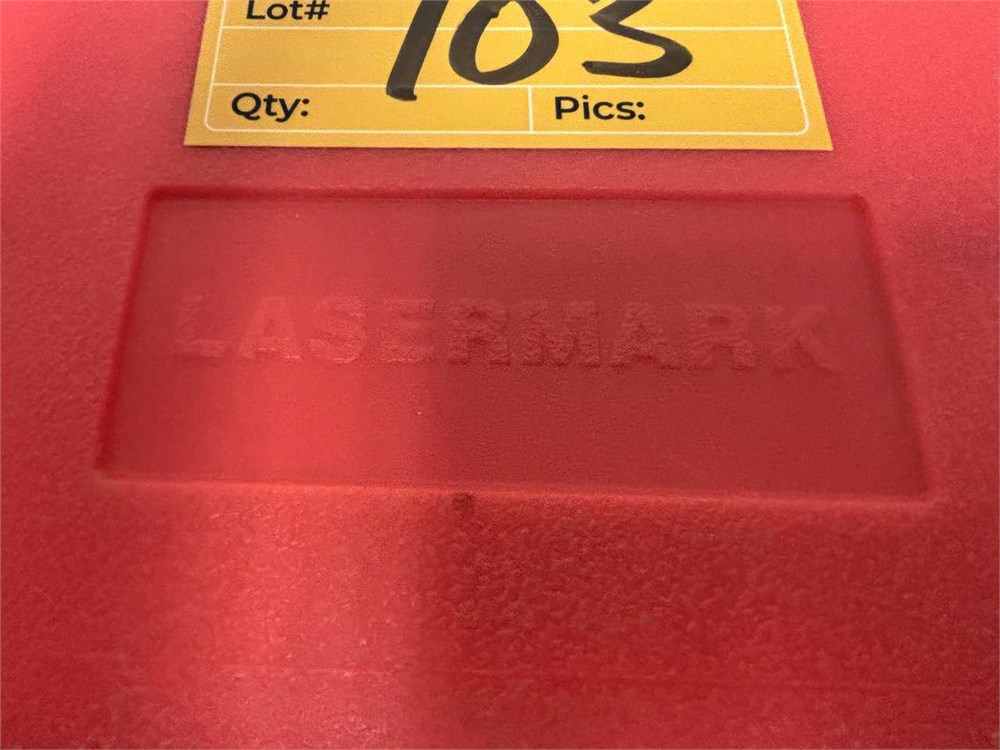 Lot#
103
Qty: Pics:
LASERMARK